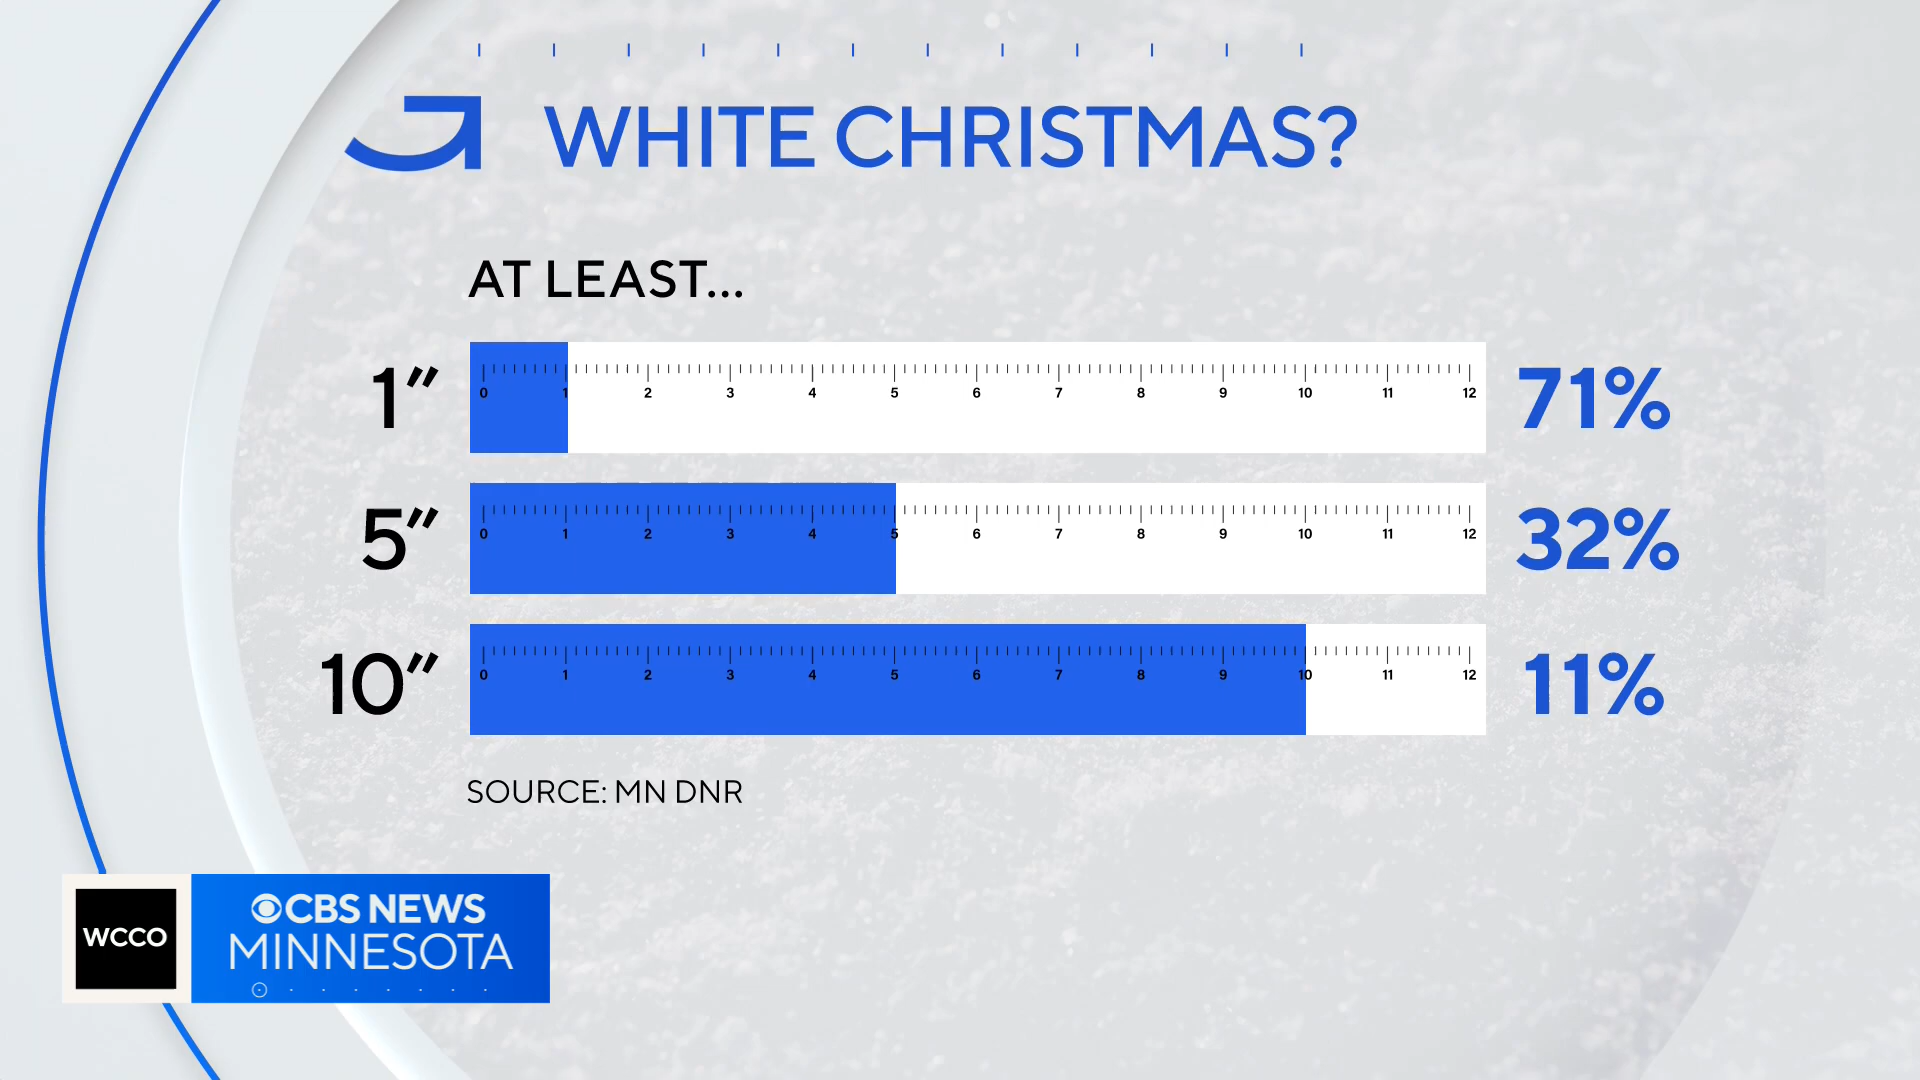 WHITE CHRISTMAS?
AT LEAST...
1″
0 1 2 3 4 5 6 7 8 9 10 11 12
71%
5″
0 1 2 3 4 5 6 7 8 9 10 11 12
32%
10″
0 1 2 3 4 5 6 7 8 9 10 11 12
11%
SOURCE: MN DNR
WCCO
CBS NEWS
MINNESOTA